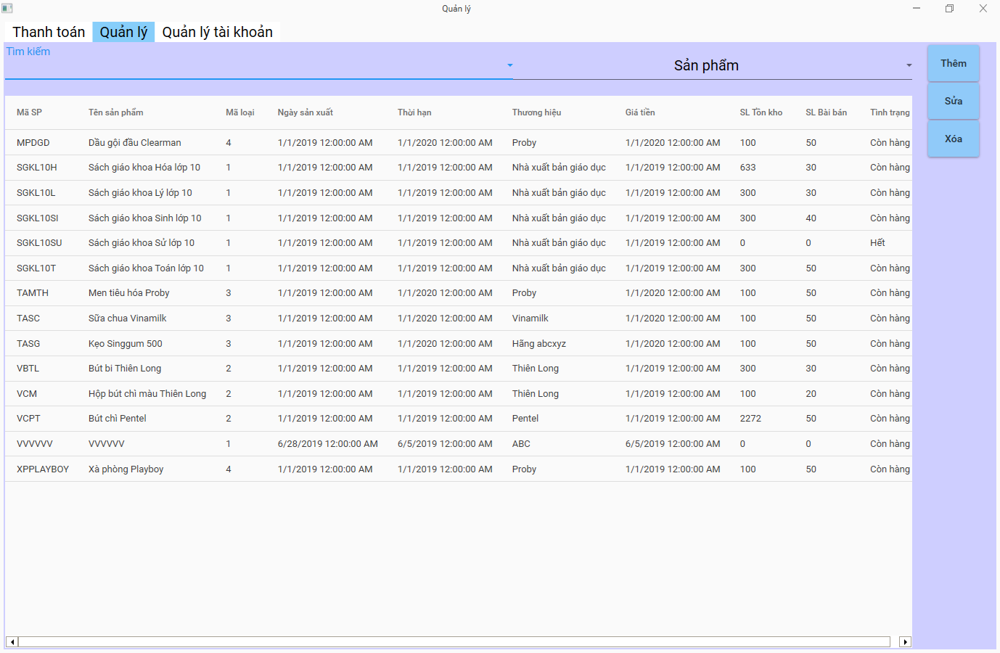 Quản lý
Thanh toán Quản lý Quản lý tài khoản
Tìm kiếm
Sản phẩm
Thêm
Sửa
Xóa
Mã SP Tên sản phẩm Mã loại Ngày sản xuất Thời hạn Thương hiệu Giá tiền SL Tồn kho SL Bài bán Tình trạng
MPDGD Dầu gội đầu Clearman 4 1/1/2019 12:00:00 AM 1/1/2020 12:00:00 AM Proby 1/1/2020 12:00:00 AM 100 50 Còn hàng
SGKL10H Sách giáo khoa Hóa lớp 10 1 1/1/2019 12:00:00 AM 1/1/2019 12:00:00 AM Nhà xuất bản giáo dục 1/1/2019 12:00:00 AM 633 30 Còn hàng
SGKL10L Sách giáo khoa Lý lớp 10 1 1/1/2019 12:00:00 AM 1/1/2019 12:00:00 AM Nhà xuất bản giáo dục 1/1/2019 12:00:00 AM 300 30 Còn hàng
SGKL10SI Sách giáo khoa Sinh lớp 10 1 1/1/2019 12:00:00 AM 1/1/2019 12:00:00 AM Nhà xuất bản giáo dục 1/1/2019 12:00:00 AM 300 40 Còn hàng
SGKL10SU Sách giáo khoa Sử lớp 10 1 1/1/2019 12:00:00 AM 1/1/2019 12:00:00 AM Nhà xuất bản giáo dục 1/1/2019 12:00:00 AM 0 0 Hết
SGKL10T Sách giáo khoa Toán lớp 10 1 1/1/2019 12:00:00 AM 1/1/2019 12:00:00 AM Nhà xuất bản giáo dục 1/1/2019 12:00:00 AM 300 50 Còn hàng
TAMTH Men tiêu hóa Proby 3 1/1/2019 12:00:00 AM 1/1/2020 12:00:00 AM Proby 1/1/2020 12:00:00 AM 100 50 Còn hàng
TASC Sữa chua Vinamilk 3 1/1/2019 12:00:00 AM 1/1/2020 12:00:00 AM Vinamilk 1/1/2020 12:00:00 AM 100 50 Còn hàng
TASG Kẹo Singgum 500 3 1/1/2019 12:00:00 AM 1/1/2020 12:00:00 AM Hãng abcxyz 1/1/2020 12:00:00 AM 100 50 Còn hàng
VBTL Bút bi Thiên Long 2 1/1/2019 12:00:00 AM 1/1/2019 12:00:00 AM Thiên Long 1/1/2019 12:00:00 AM 300 30 Còn hàng
VCM Hộp bút chì màu Thiên Long 2 1/1/2019 12:00:00 AM 1/1/2019 12:00:00 AM Thiên Long 1/1/2019 12:00:00 AM 100 20 Còn hàng
VCPT Bút chì Pentel 2 1/1/2019 12:00:00 AM 1/1/2019 12:00:00 AM Pentel 1/1/2019 12:00:00 AM 2272 50 Còn hàng
VVVVVV VVVVVV 1 6/28/2019 12:00:00 AM 6/5/2019 12:00:00 AM ABC 6/5/2019 12:00:00 AM 0 0 Còn hàng
XPPLAYBOY Xà phòng Playboy 4 1/1/2019 12:00:00 AM 1/1/2019 12:00:00 AM Proby 1/1/2019 12:00:00 AM 100 50 Còn hàng